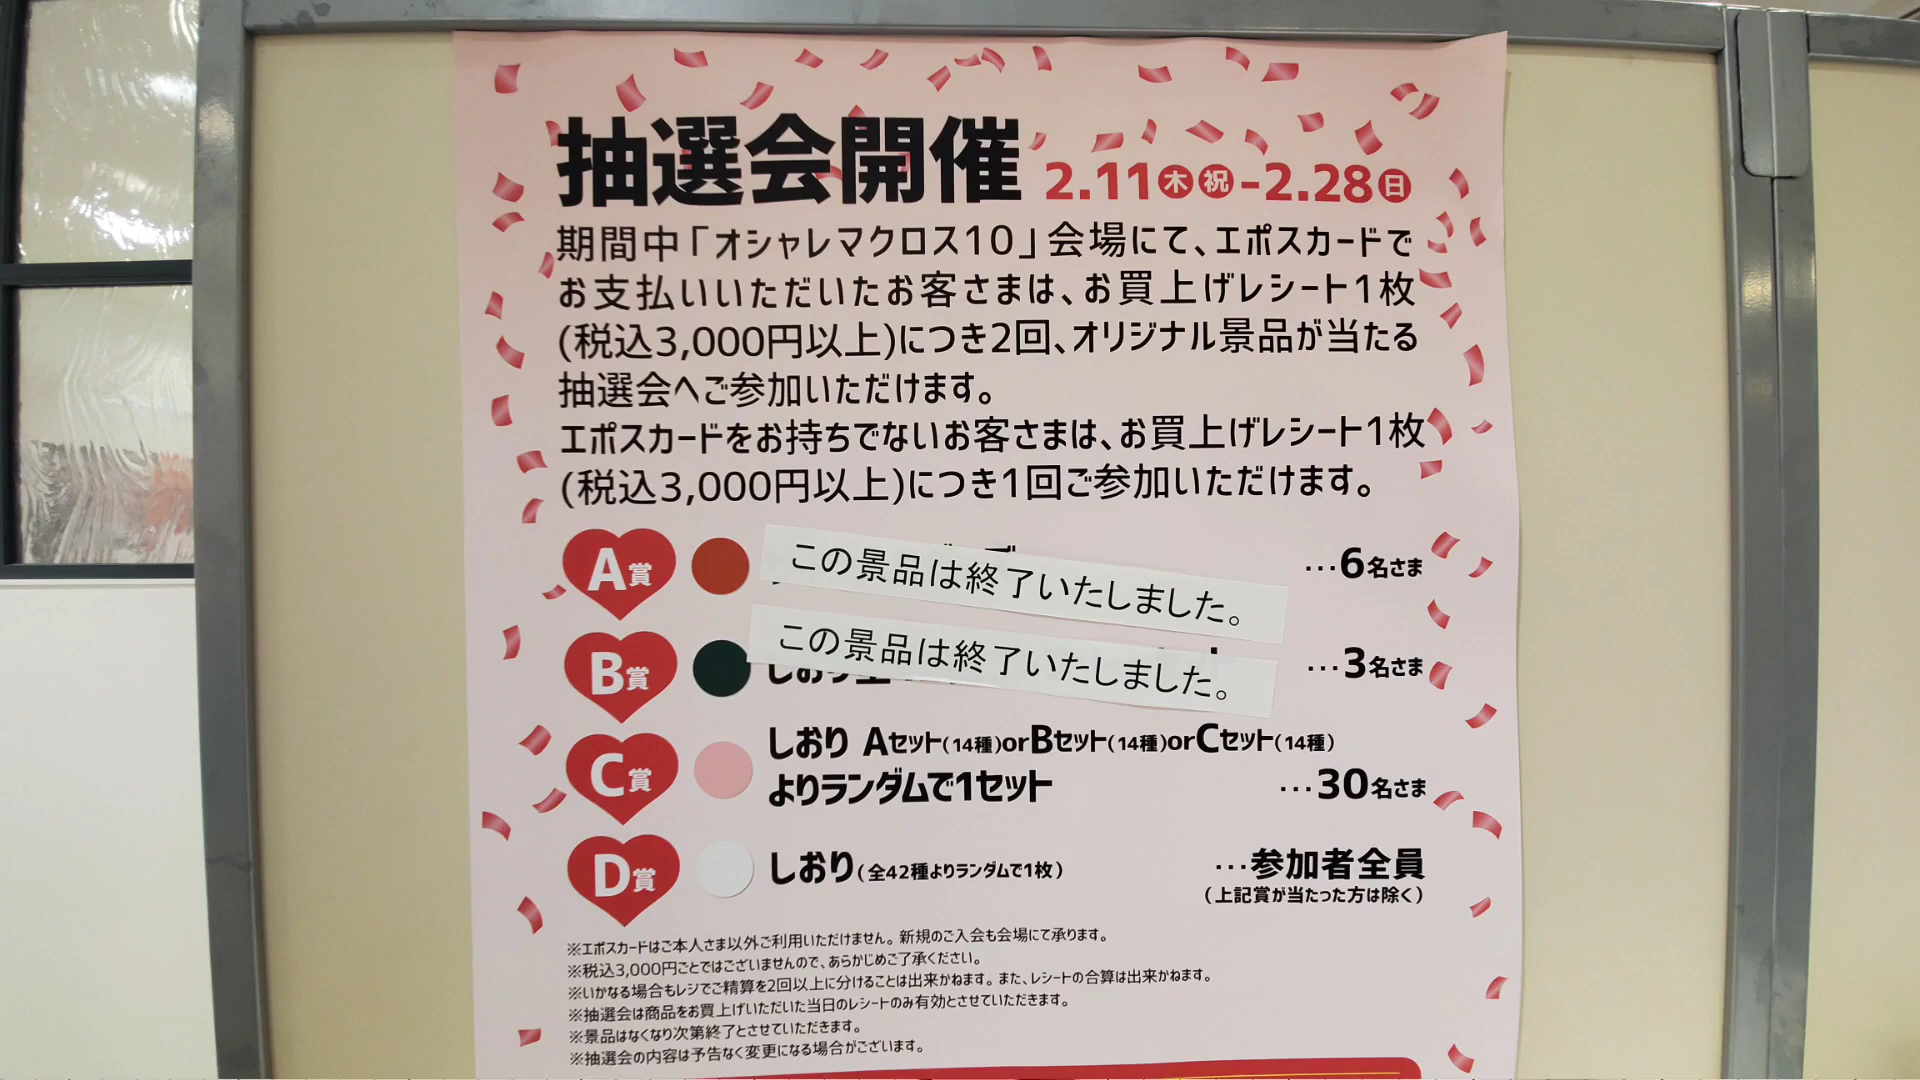 抽選会開催 2.11木祝-2.28日
期間中「オシャレマクロス10」会場にて、エポスカードで
お支払いいただいたお客さまは、お買上げレシート1枚
(税込3,000円以上)につき2回、オリジナル景品が当たる
抽選会へご参加いただけます。
エポスカードをお持ちでないお客さまは、お買上げレシート1枚
(税込3,000円以上)につき1回ご参加いただけます。
A賞 この景品は終了いたしました。 …6名さま
B賞 この景品は終了いたしました。 …3名さま
C賞 しおり Aセット(14種)orBセット(14種)orCセット(14種)
よりランダムで1セット …30名さま
D賞 しおり(全42種よりランダムで1枚) …参加者全員
(上記賞が当たった方は除く)
※エポスカードはご本人さま以外ご利用いただけません。新規のご入会も会場にて承ります。
※税込3,000円ごとではございませんので、あらかじめご了承ください。
※いかなる場合もレジでご精算を2回以上に分けることは出来かねます。また、レシートの合算は出来かねます。
※抽選会は商品をお買上げいただいた当日のレシートのみ有効とさせていただきます。
※景品はなくなり次第終了とさせていただきます。
※抽選会の内容は予告なく変更になる場合がございます。